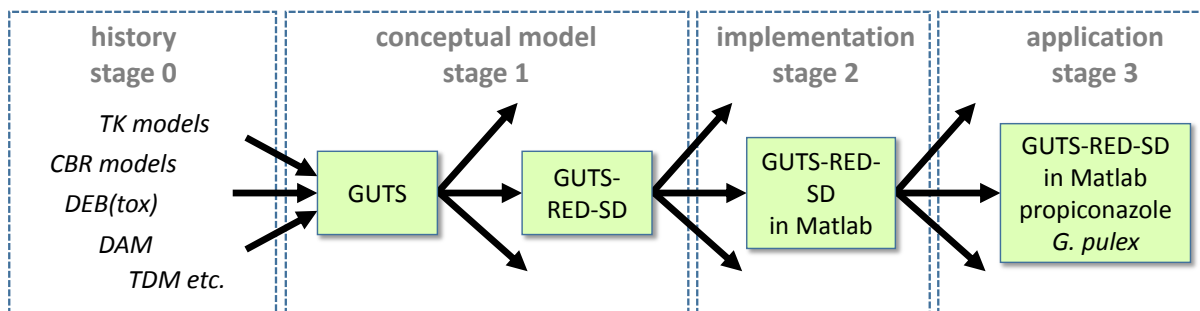 history
stage 0
TK models
CBR models
DEB(tox)
DAM
TDM etc.
conceptual model
stage 1
GUTS
GUTS-
RED-SD
implementation
stage 2
GUTS-RED-
SD
in Matlab
application
stage 3
GUTS-RED-SD
in Matlab
propiconazole
G. pulex